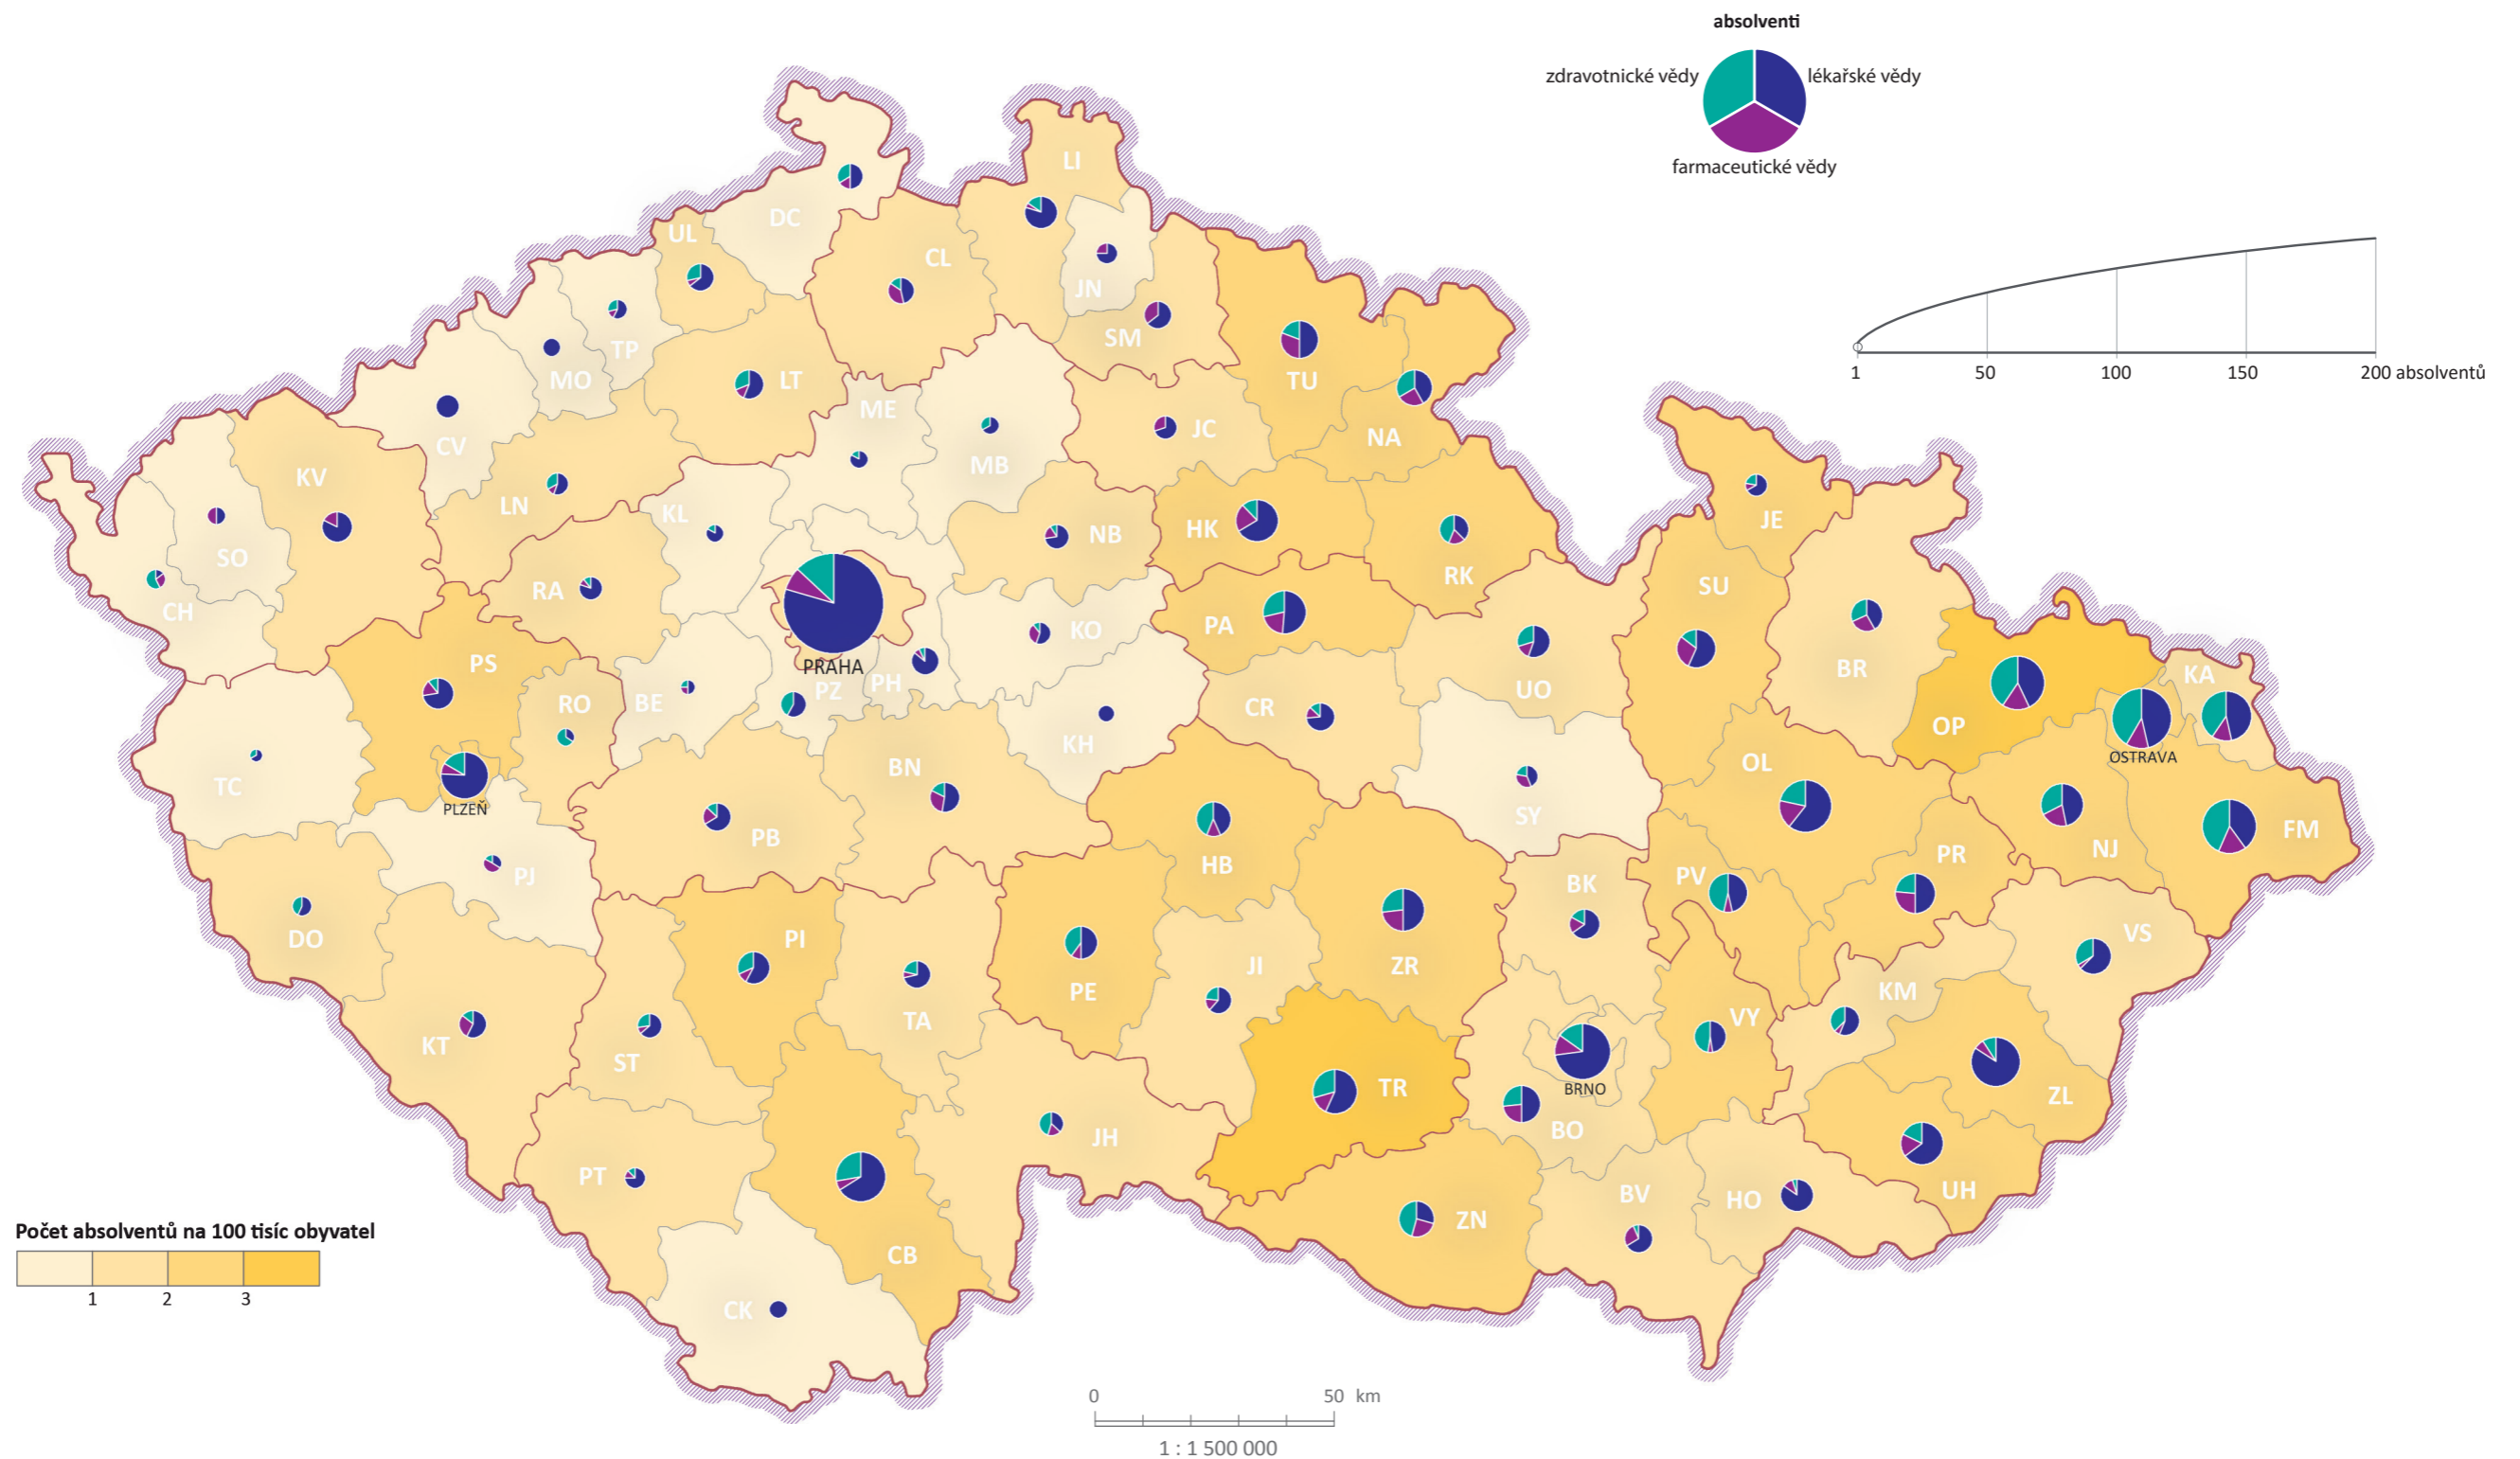 absolventi
zdravotnické vědy
lékařské vědy
farmaceutické vědy
1 50 100 150 200 absolventů
LI
DC
UL
CL
JN
SM
TP
MO
LT
TU
ME
NA
JC
CV
MB
KV
LN
KL
NB
HK
JE
SO
RK
SU
RA
CH
KO
PA
PRAHA
PS
BR
KA
PH
PZ
RO
BE
UO
CR
OP
KH
OSTRAVA
BN
OL
TC
PLZEŇ
SY
PB
FM
NJ
PR
HB
PJ
PV
BK
VS
DO
PI
JI
ZR
PE
KM
TA
VY
KT
ST
TR
BRNO
ZL
BO
JH
PT
UH
BV
HO
ZN
CB
CK
Počet absolventů na 100 tisíc obyvatel
1 2 3
0 50 km
1 : 1 500 000